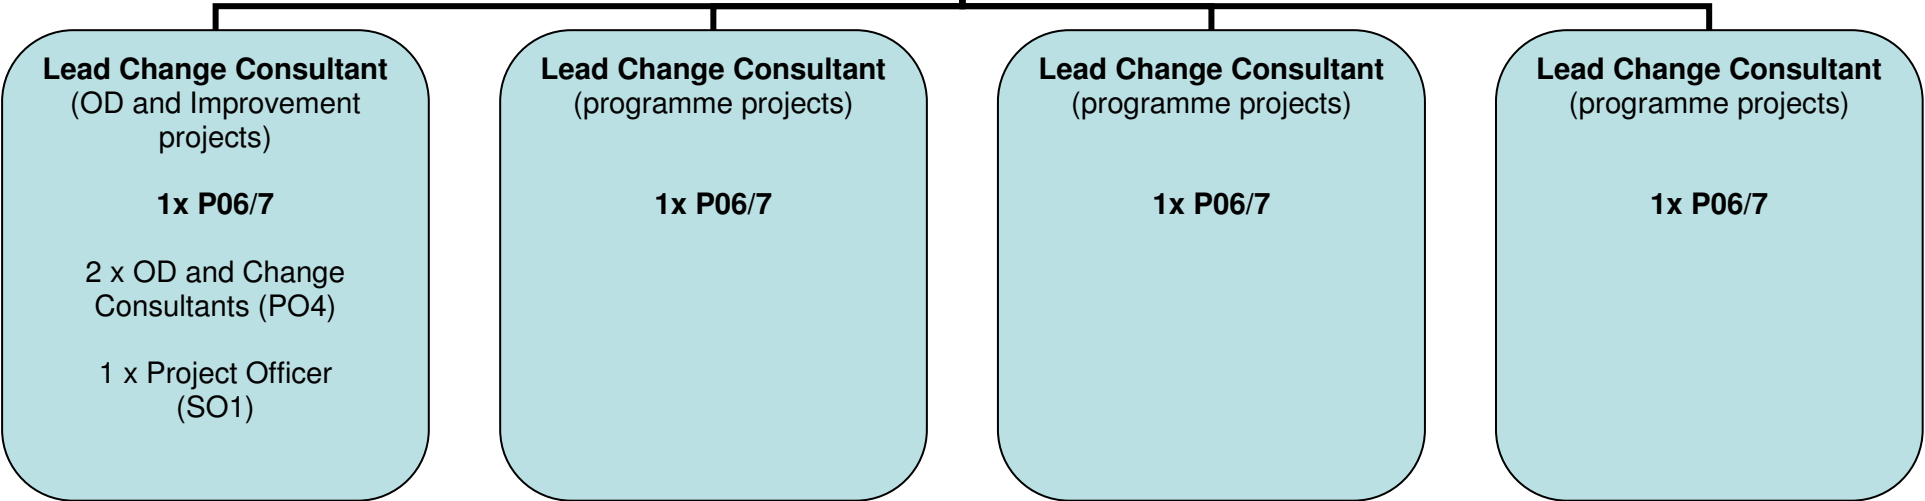 Lead Change Consultant
(OD and Improvement
projects)
1x P06/7
2 x OD and Change
Consultants (PO4)
1 x Project Officer
(SO1)
Lead Change Consultant
(programme projects)
1x P06/7
Lead Change Consultant
(programme projects)
1x P06/7
Lead Change Consultant
(programme projects)
1x P06/7